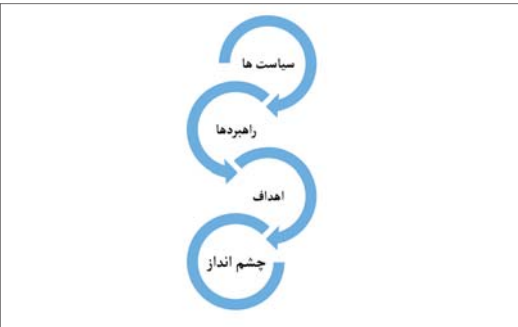 سیاست ها
راهبردها
اهداف
چشم انداز